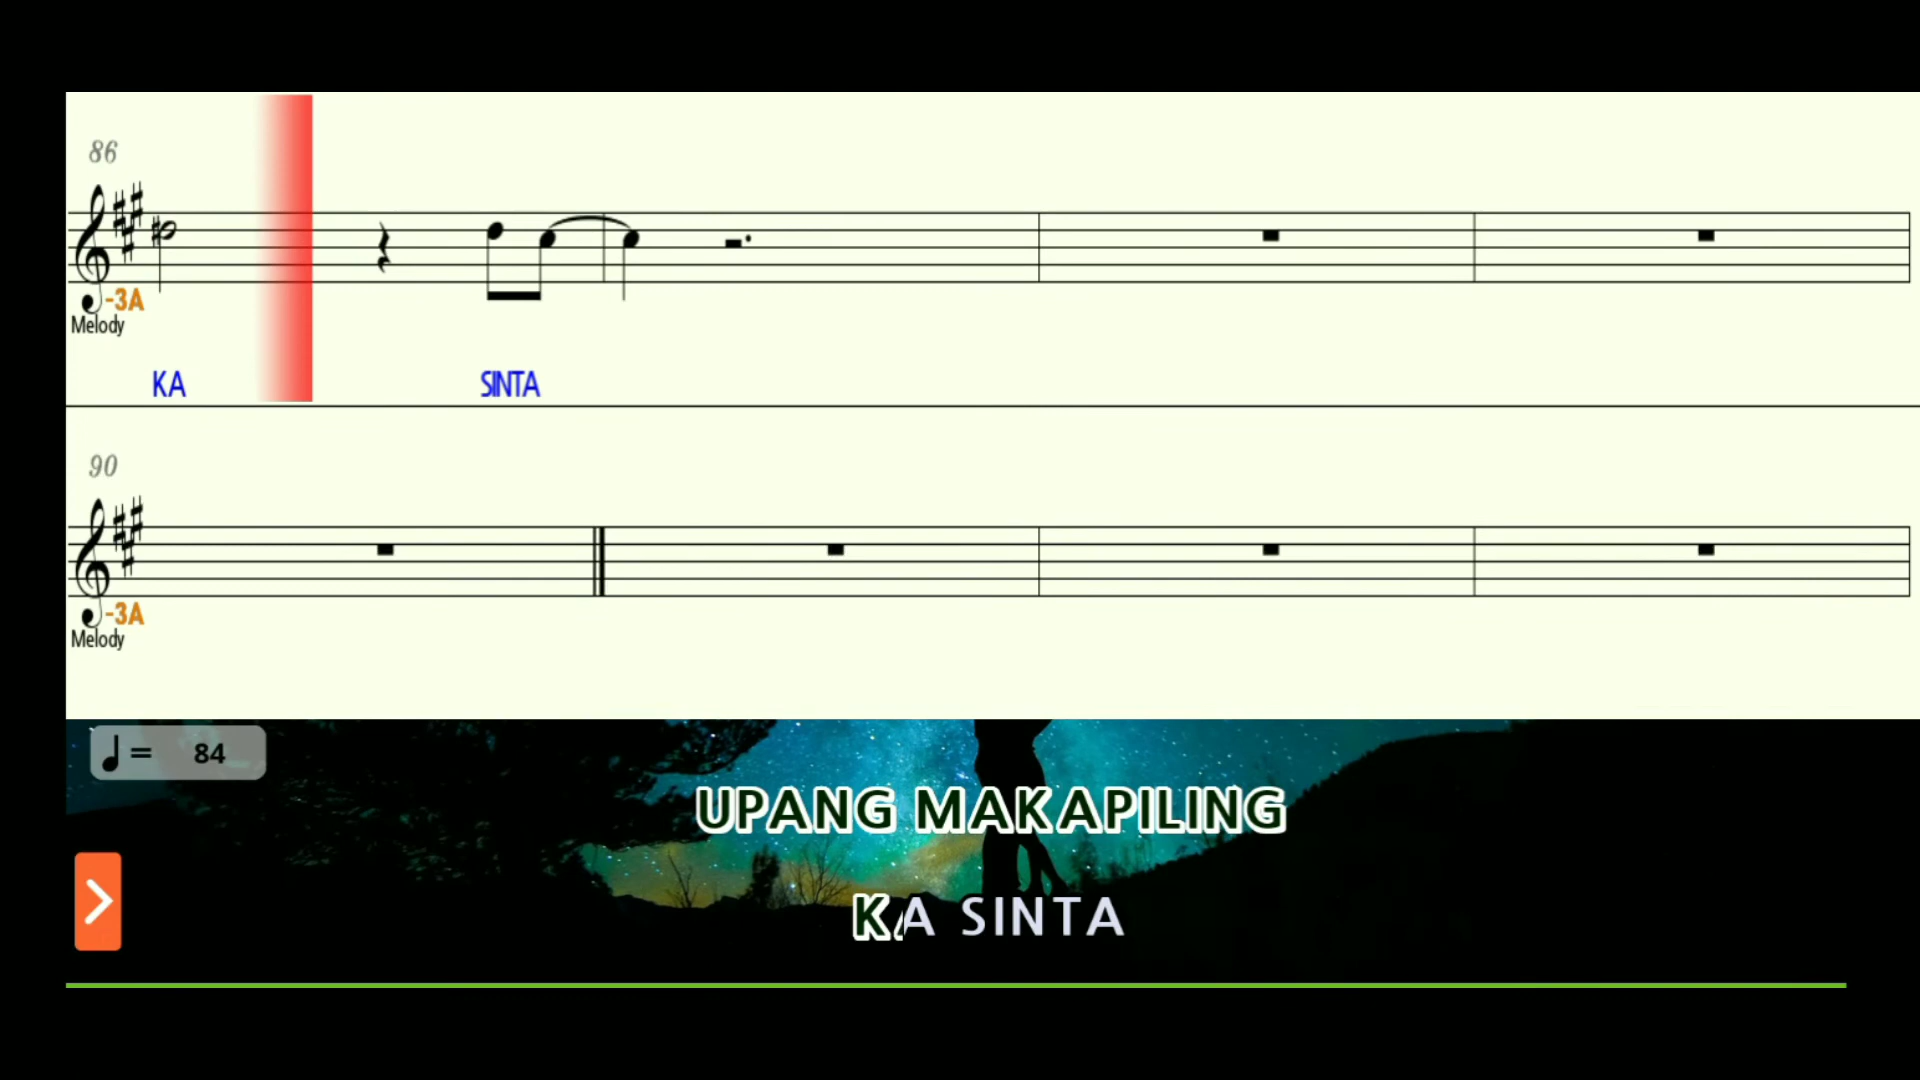 86
-3A
Melody
KA SINTA
90
-3A
Melody
= 84
UPANG MAKAPILING
KA SINTA